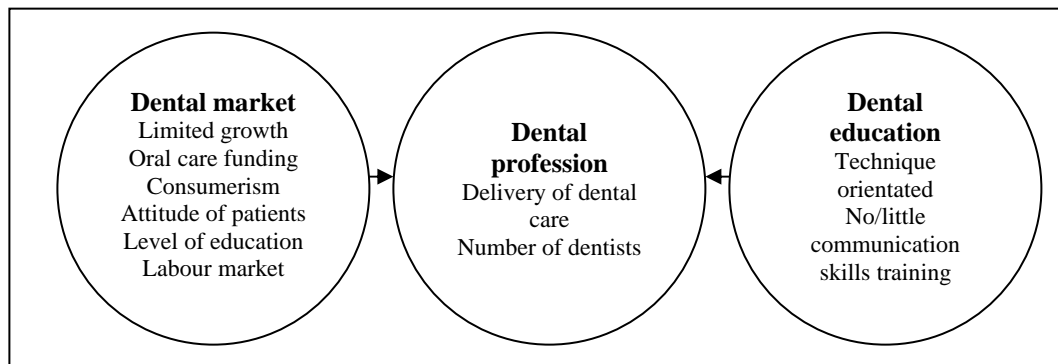 Dental market
Limited growth
Oral care funding
Consumerism
Attitude of patients
Level of education
Labour market
Dental
profession
Delivery of dental
care
Number of dentists
Dental
education
Technique
orientated
No/little
communication
skills training